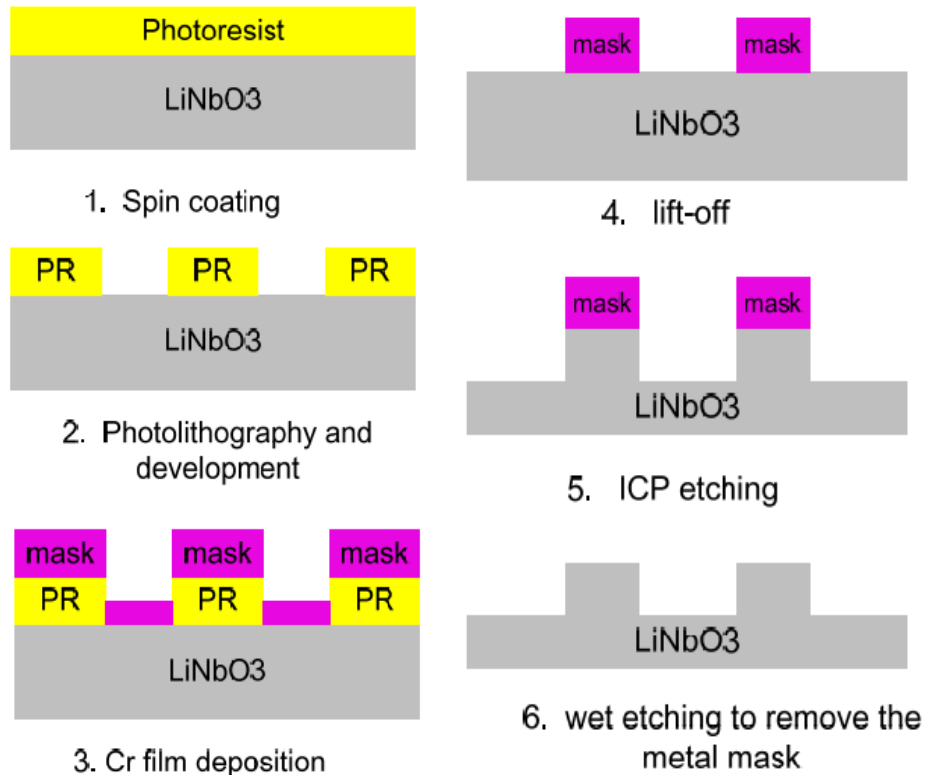 Photoresist
LiNbO3
1. Spin coating
PR PR PR
LiNbO3
2. Photolithography and
development
mask mask mask
PR PR PR
LiNbO3
3. Cr film deposition
mask mask
LiNbO3
4. lift-off
mask mask
LiNbO3
5. ICP etching
LiNbO3
6. wet etching to remove the
metal mask